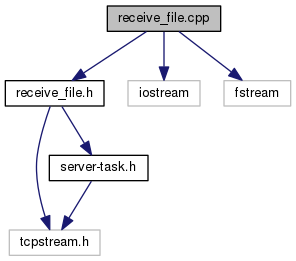 receive_file.cpp
receive_file.h
iostream
fstream
server-task.h
tcpstream.h